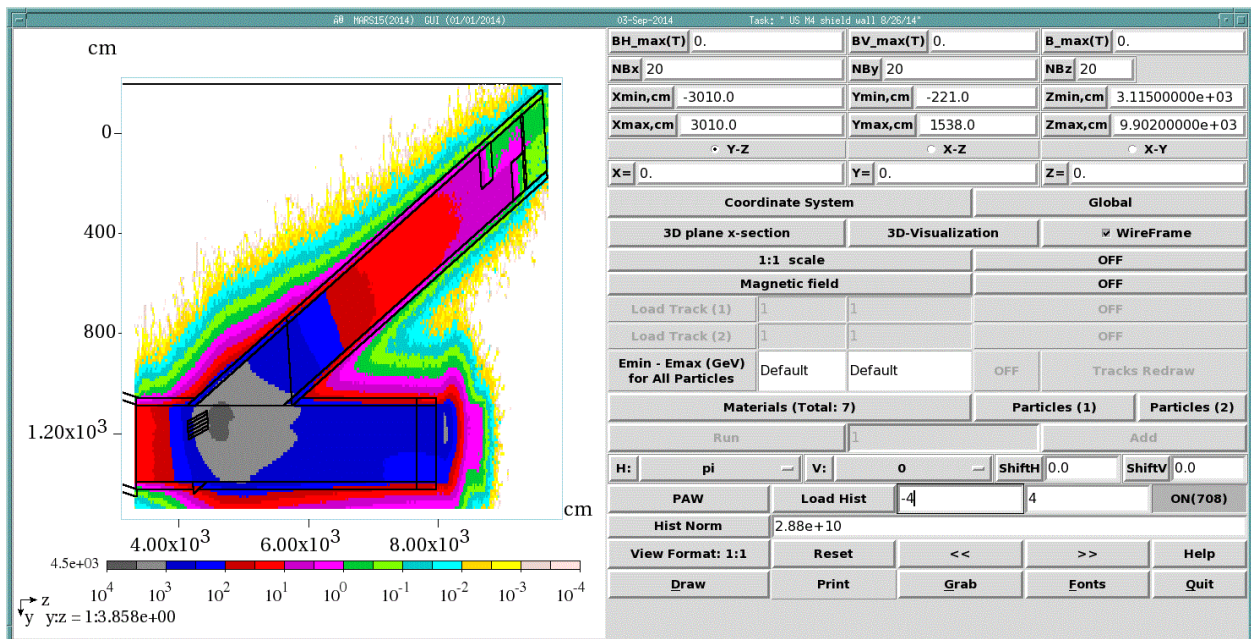 MARS15(2014) GUI (01/01/2014) 03-Sep-2014 Task: " US M4 shield wall 8/26/14"
cm
0
400
800
1.20x10³
cm
4.00x10³ 6.00x10³ 8.00x10³
4.5e+03
10⁴ 10³ 10² 10¹ 10⁰ 10⁻¹ 10⁻² 10⁻³ 10⁻⁴
z
y y:z = 1:3.858e+00
BH_max(T) 0. BV_max(T) 0. B_max(T) 0.
NBx 20 NBy 20 NBz 20
Xmin,cm -3010.0 Ymin,cm -221.0 Zmin,cm 3.11500000e+03
Xmax,cm 3010.0 Ymax,cm 1538.0 Zmax,cm 9.90200000e+03
Y-Z X-Z X-Y
X= 0. Y= 0. Z= 0.
Coordinate System Global
3D plane x-section 3D-Visualization WireFrame
1:1 scale OFF
Magnetic field OFF
Load Track (1) 1 1 OFF
Load Track (2) 1 1 OFF
Emin - Emax (GeV)
for All Particles Default Default OFF Tracks Redraw
Materials (Total: 7) Particles (1) Particles (2)
Run 1 Add
H: pi V: 0 ShiftH 0.0 ShiftV 0.0
PAW Load Hist -4 4 ON(708)
Hist Norm 2.88e+10
View Format: 1:1 Reset << >> Help
Draw Print Grab Fonts Quit